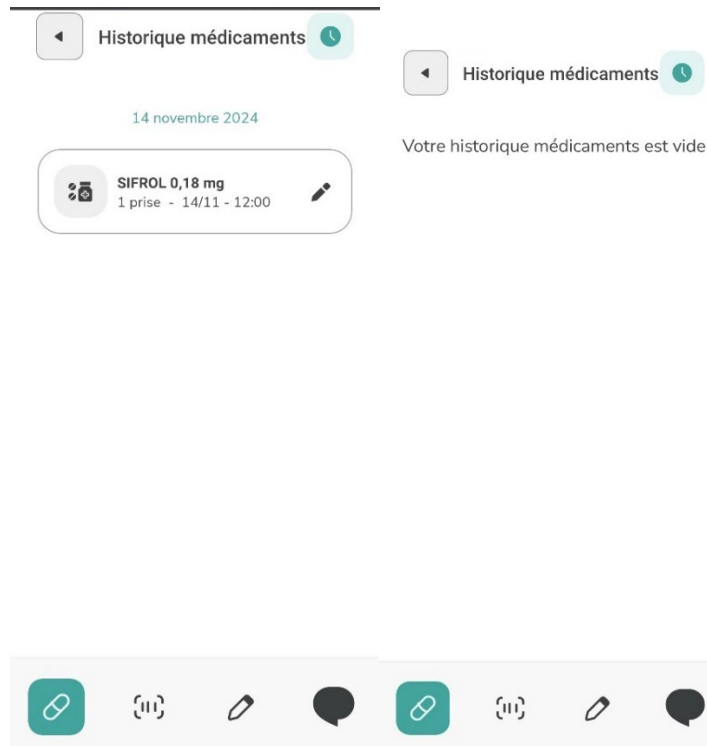 Historique médicaments
14 novembre 2024
SIFROL 0,18 mg
1 prise - 14/11 - 12:00
Historique médicaments
Votre historique médicaments est vide